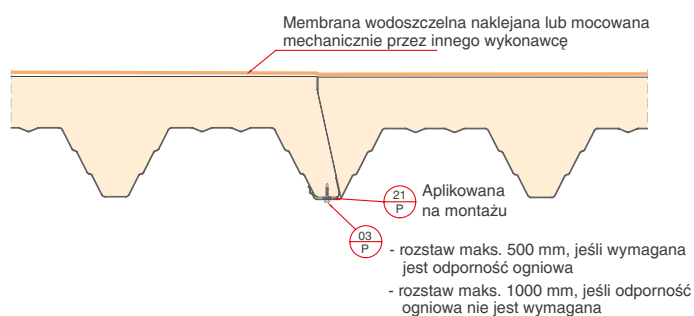 Membrana wodoszczelna naklejana lub mocowana
mechanicznie przez innego wykonawcę
21
P
Aplikowana
na montażu
03
P
- rozstaw maks. 500 mm, jeśli wymagana
jest odporność ogniowa
- rozstaw maks. 1000 mm, jeśli odporność
ogniowa nie jest wymagana